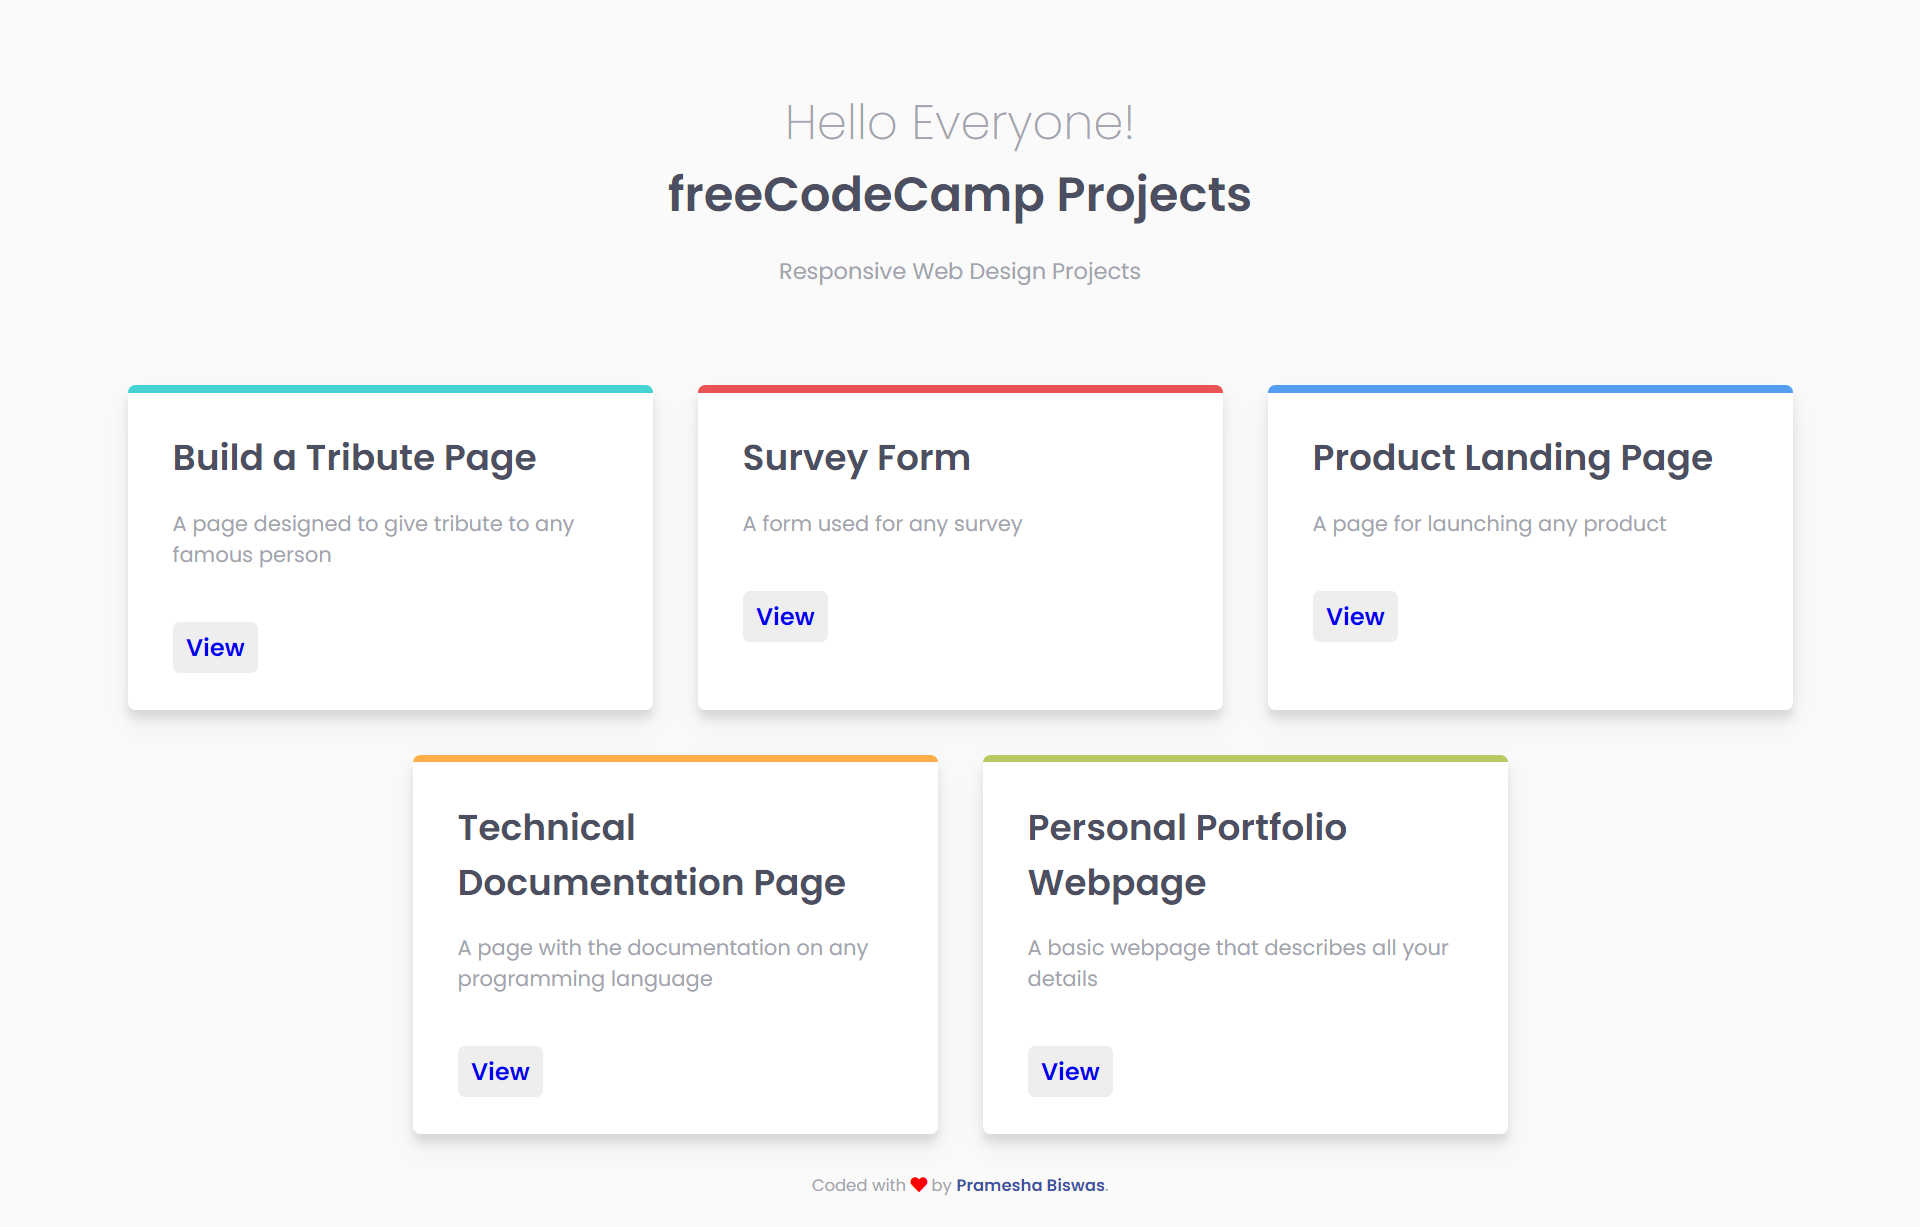 Hello Everyone!
freeCodeCamp Projects
Responsive Web Design Projects
Build a Tribute Page
A page designed to give tribute to any
famous person
View
Survey Form
A form used for any survey
View
Product Landing Page
A page for launching any product
View
Technical
Documentation Page
A page with the documentation on any
programming language
View
Personal Portfolio
Webpage
A basic webpage that describes all your
details
View
Coded with ❤ by Pramesha Biswas.